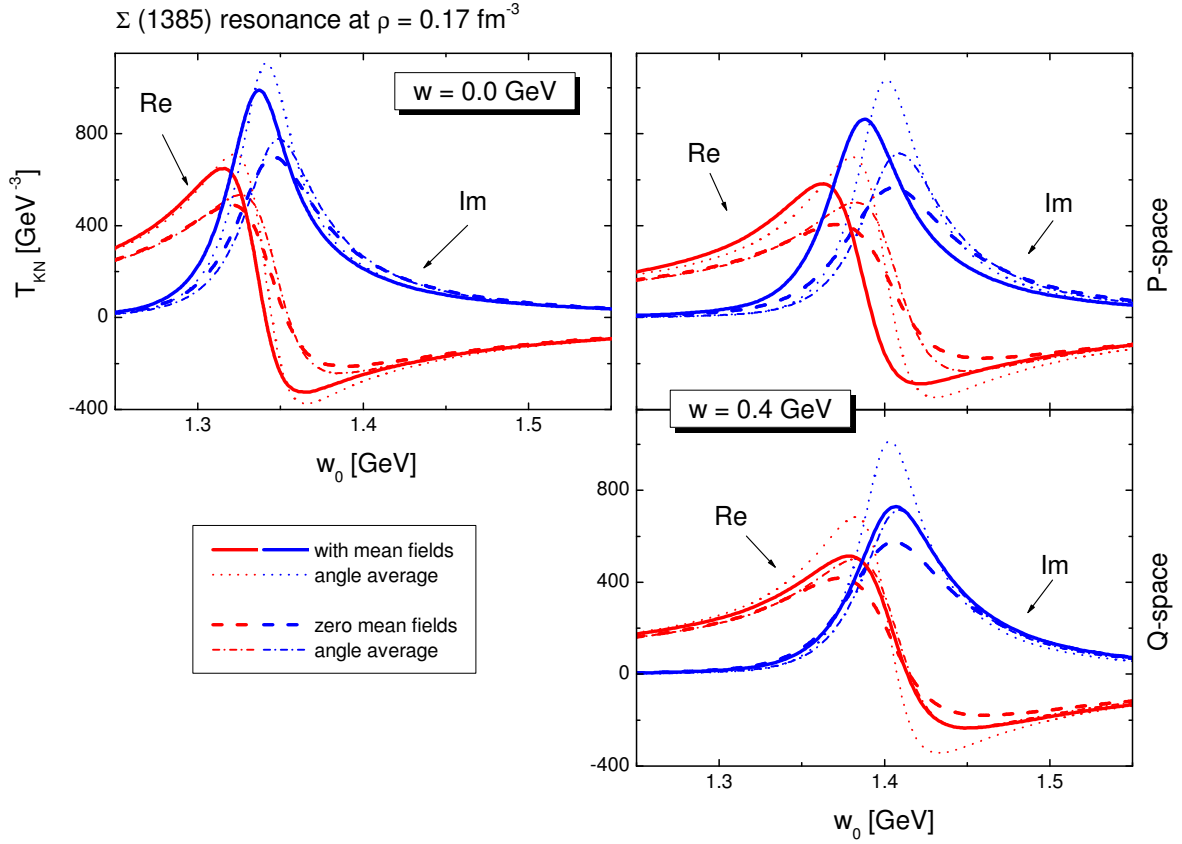 Σ (1385) resonance at ρ = 0.17 fm⁻³
w = 0.0 GeV
Re
Im
T_KN [GeV⁻³]
800
400
0
-400
1.3
1.4
1.5
w₀ [GeV]
Re
Im
P-space
w = 0.4 GeV
Re
Im
Q-space
800
400
0
-400
1.3
1.4
1.5
w₀ [GeV]
with mean fields
angle average
zero mean fields
angle average